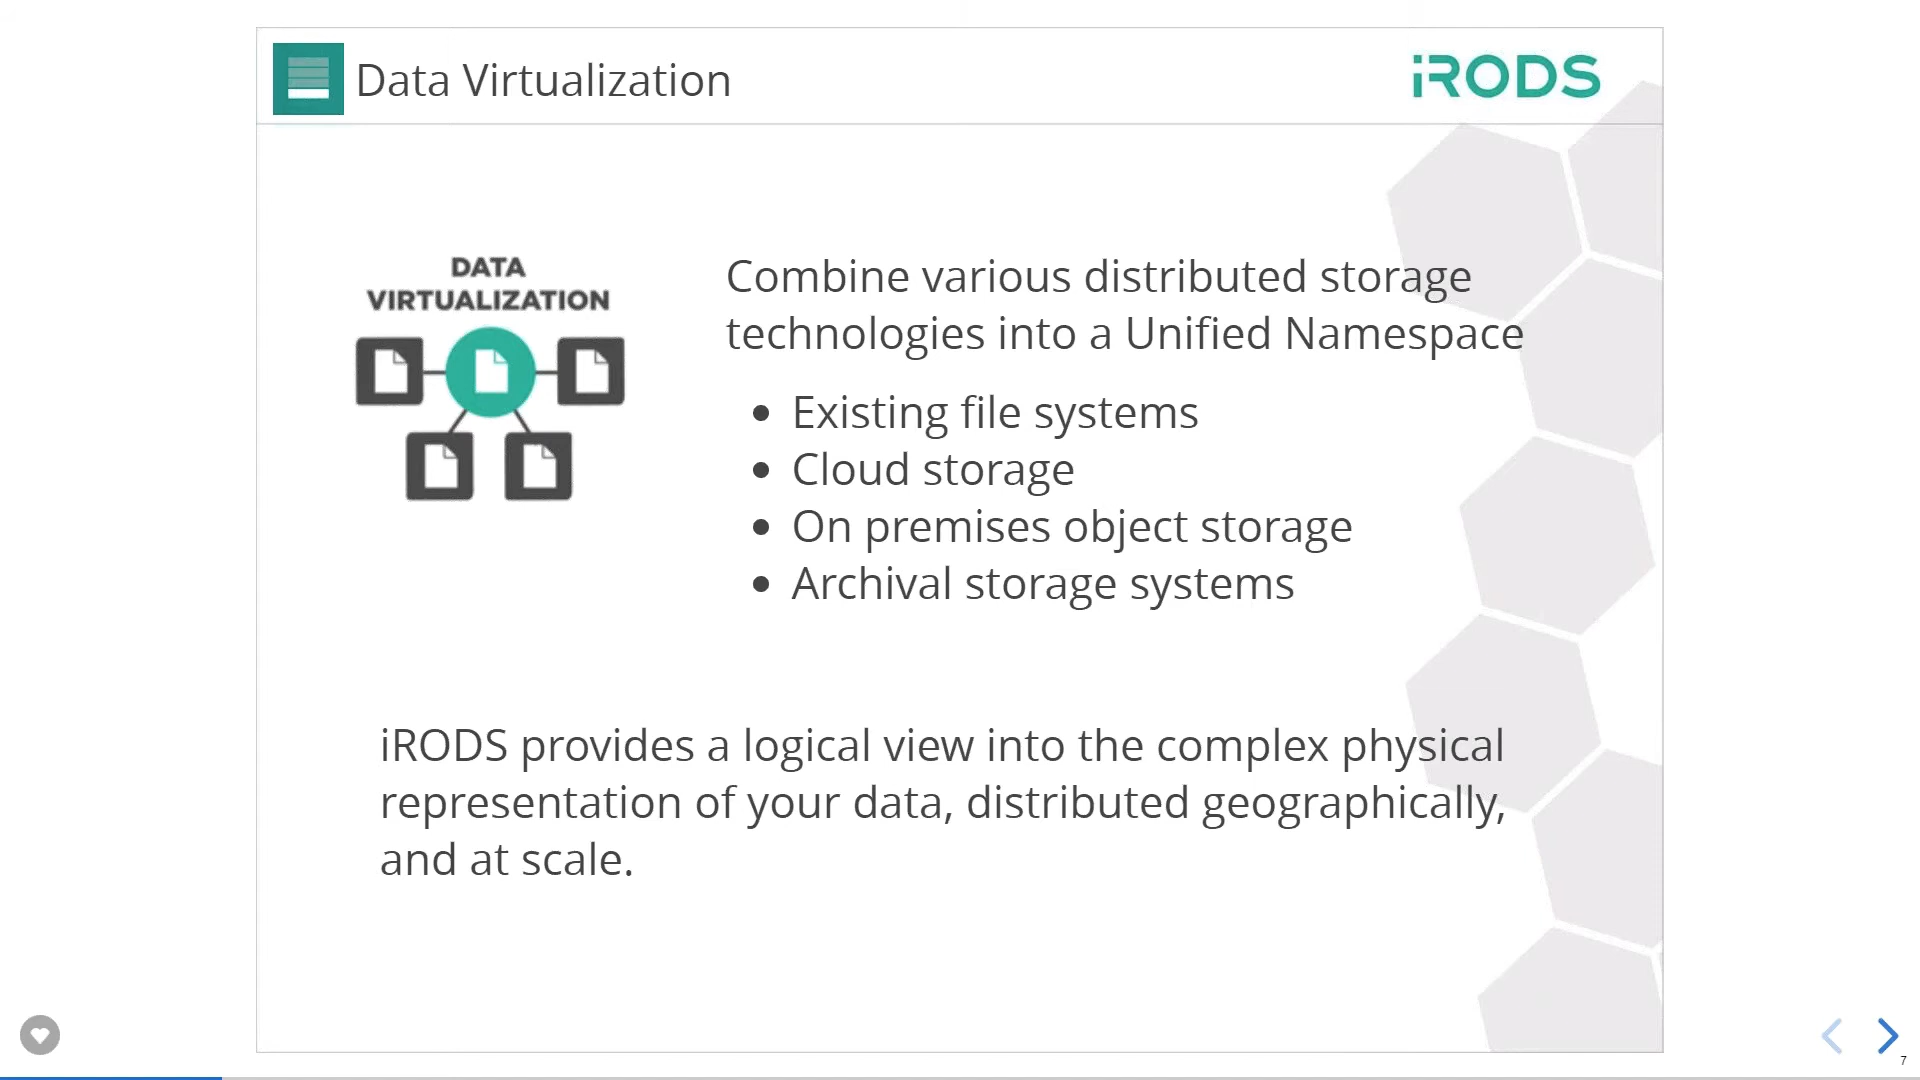 Data Virtualization
iRODS
DATA
VIRTUALIZATION
Combine various distributed storage
technologies into a Unified Namespace
• Existing file systems
• Cloud storage
• On premises object storage
• Archival storage systems
iRODS provides a logical view into the complex physical
representation of your data, distributed geographically,
and at scale.
7